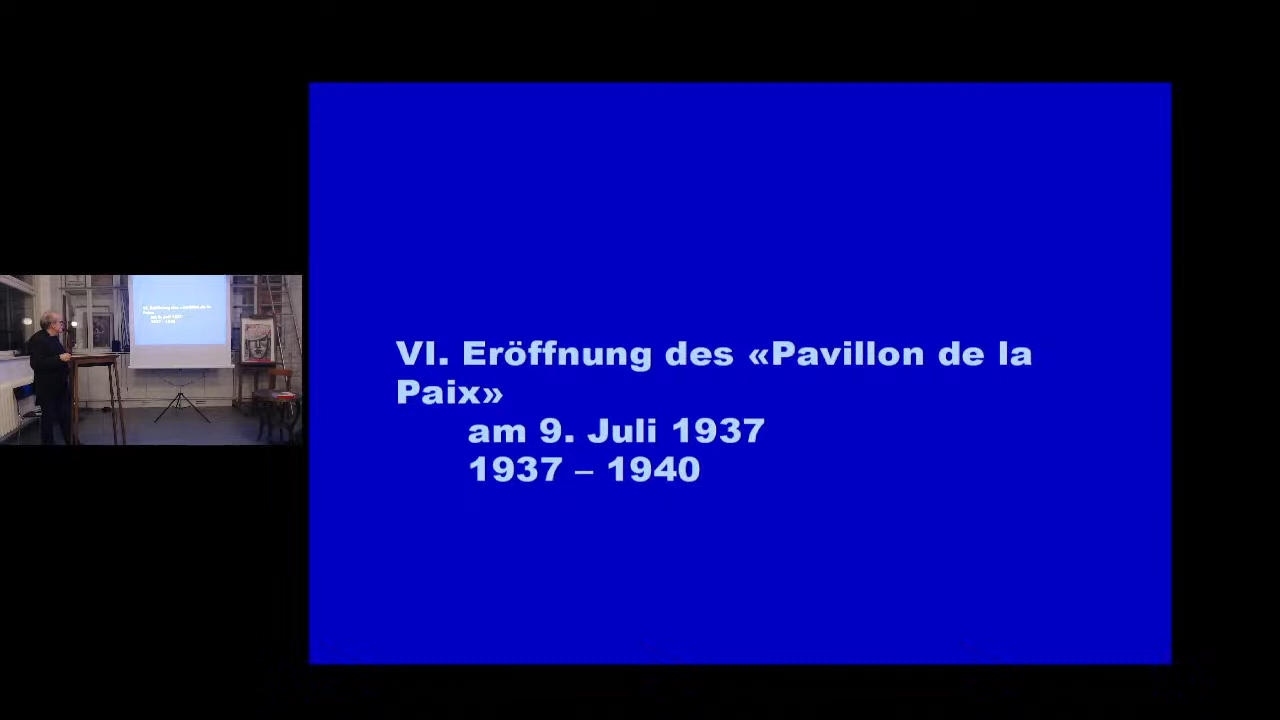 VI. Eröffnung des «Pavillon de la
Paix»
am 9. Juli 1937
1937 – 1940